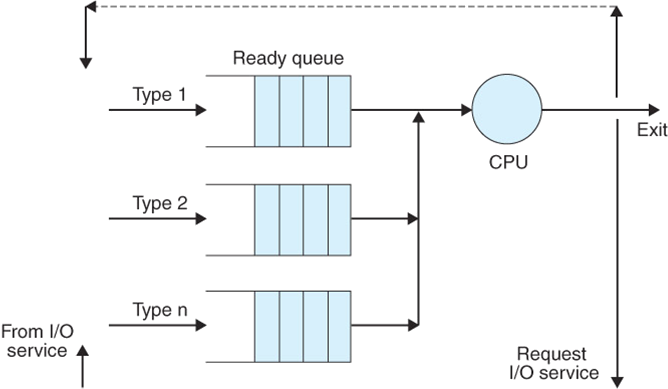 Ready queue
Type 1
Exit
CPU
Type 2
Type n
From I/O
service
Request
I/O service